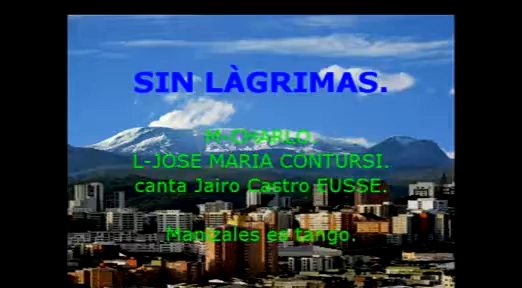 SIN LÀGRIMAS.
M-CHARLO.
L-JOSE MARIA CONTURSI.
canta Jairo Castro FUSSE.
Manizales es tango.